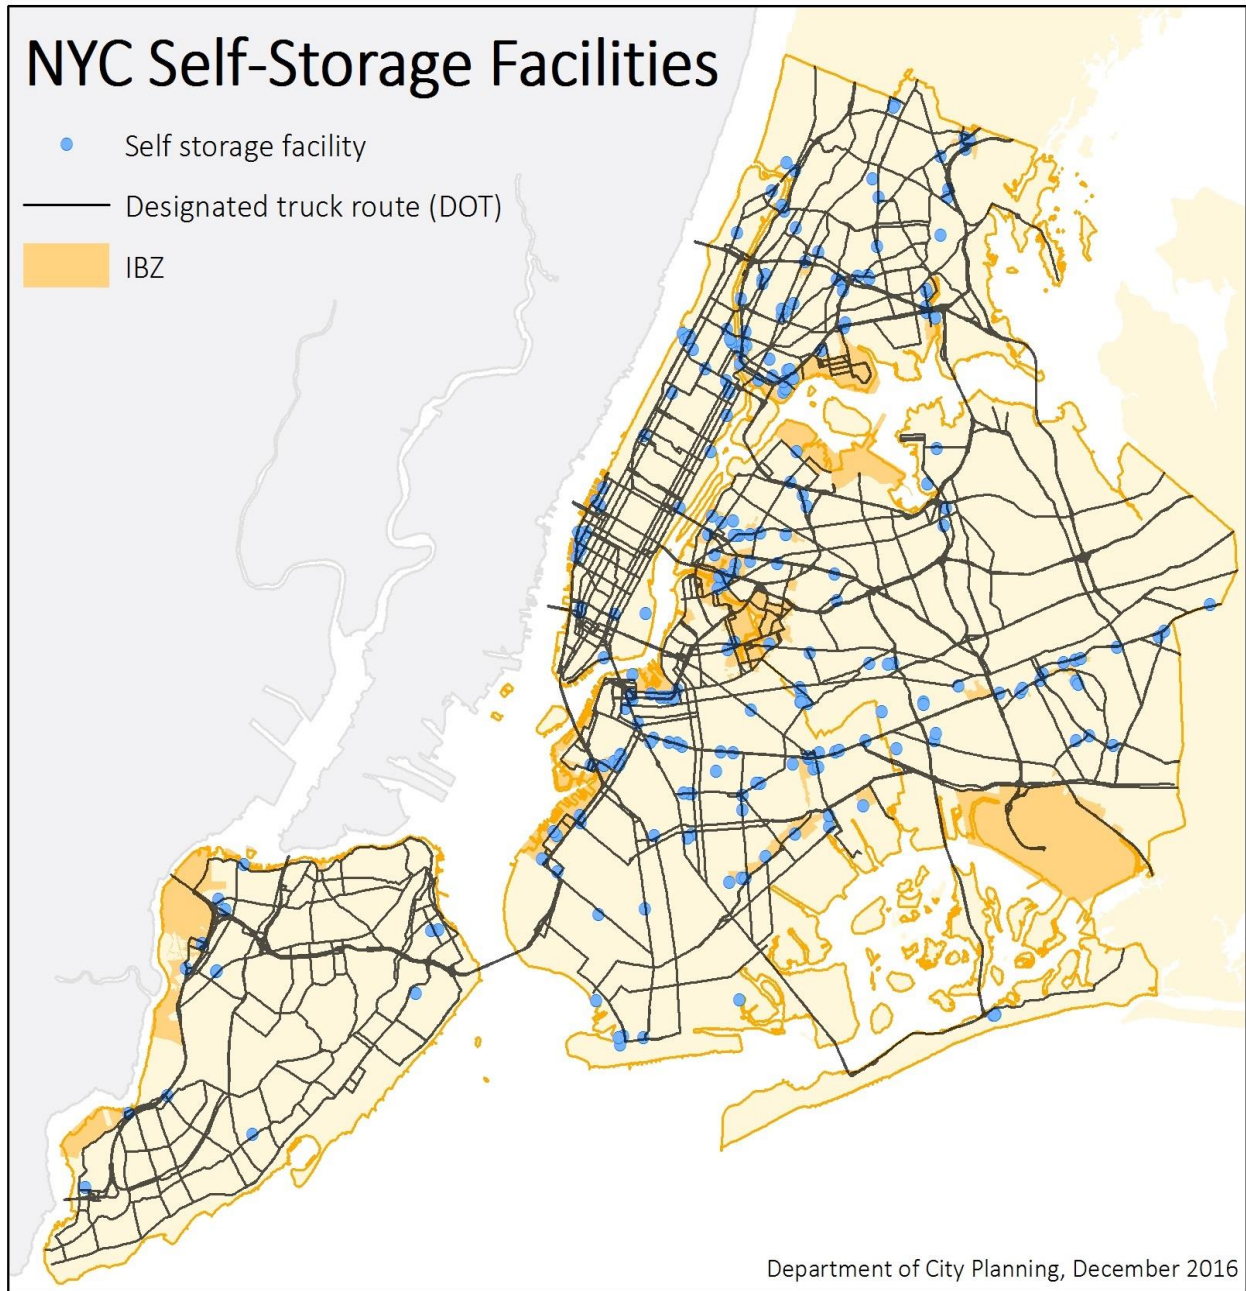 NYC Self-Storage Facilities
Self storage facility
Designated truck route (DOT)
IBZ
Department of City Planning, December 2016